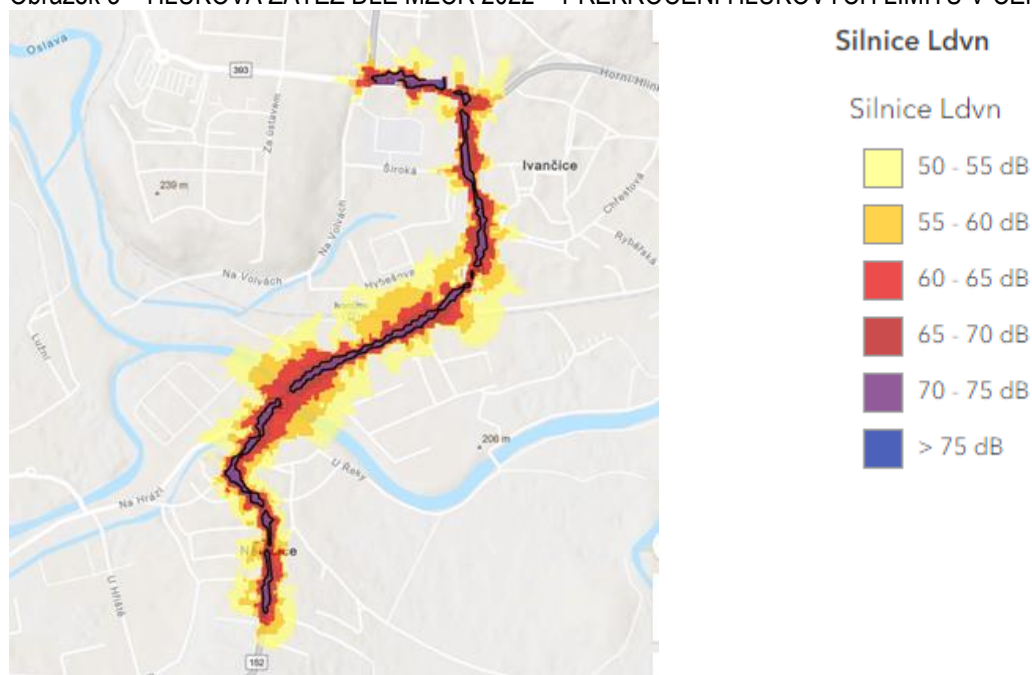 Silnice Ldvn
Silnice Ldvn
50 - 55 dB
55 - 60 dB
60 - 65 dB
65 - 70 dB
70 - 75 dB
> 75 dB
Oslava
393
Horní Hlink
Za ústavem
Široká
Ivančice
239 m
Chřestova
Na Volvách
Rybářská
Na Volvách
Hybešova
Lužní
206 m
U Řeky
Na Hrázi
U Hřiště
152